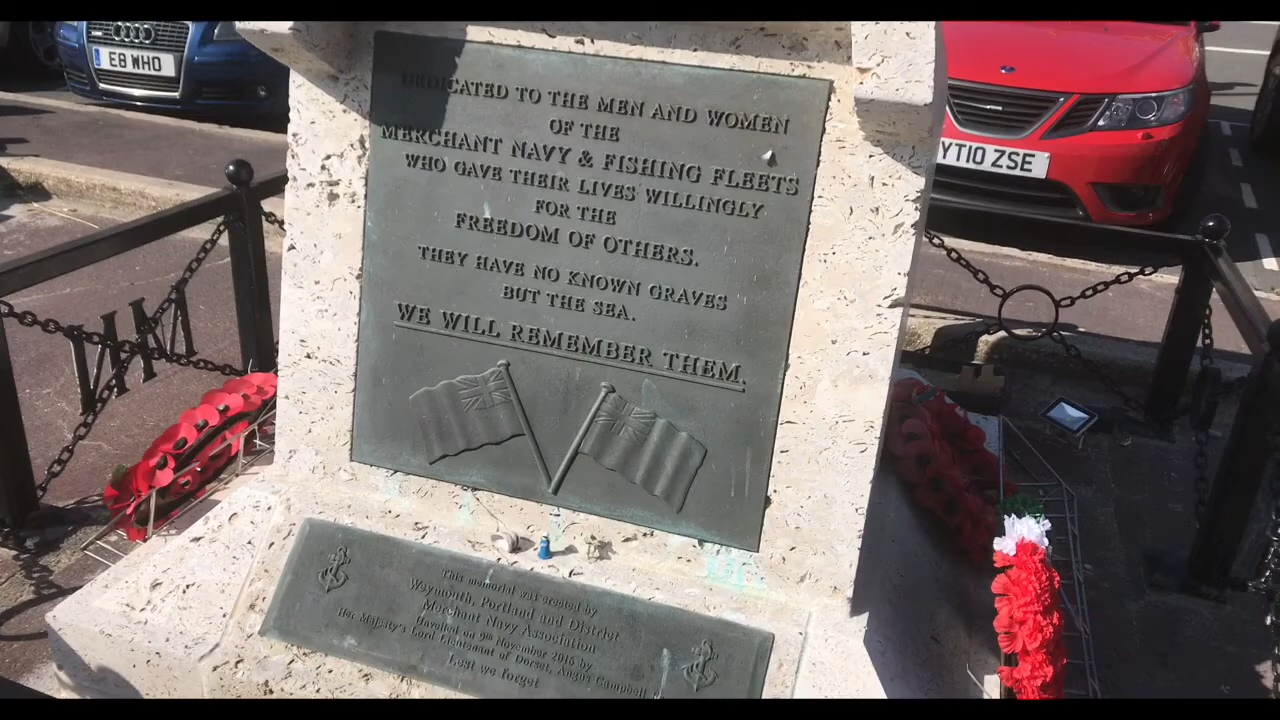 E8 WHO
YT10 ZSE
DEDICATED TO THE MEN AND WOMEN
OF THE
MERCHANT NAVY & FISHING FLEETS
WHO GAVE THEIR LIVES WILLINGLY
FOR THE
FREEDOM OF OTHERS.
THEY HAVE NO KNOWN GRAVES
BUT THE SEA.
WE WILL REMEMBER THEM.
This memorial was erected by
Weymouth, Portland and District
Merchant Navy Association
Unveiled on 9th November 2016 by
Her Majesty's Lord Lieutenant of Dorset, Angus Campbell
Lest we forget